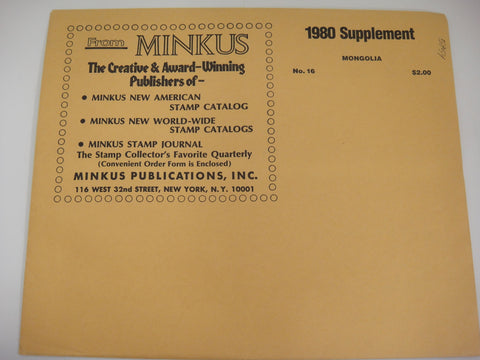 From MINKUS
The Creative & Award-Winning
Publishers of-
• MINKUS NEW AMERICAN
STAMP CATALOG
• MINKUS NEW WORLD-WIDE
STAMP CATALOGS
• MINKUS STAMP JOURNAL
The Stamp Collector's Favorite Quarterly
(Convenient Order Form is Enclosed)
MINKUS PUBLICATIONS, INC.
116 WEST 32nd STREET, NEW YORK, N. Y. 10001
1980 Supplement
MONGOLIA
No. 16 $2.00